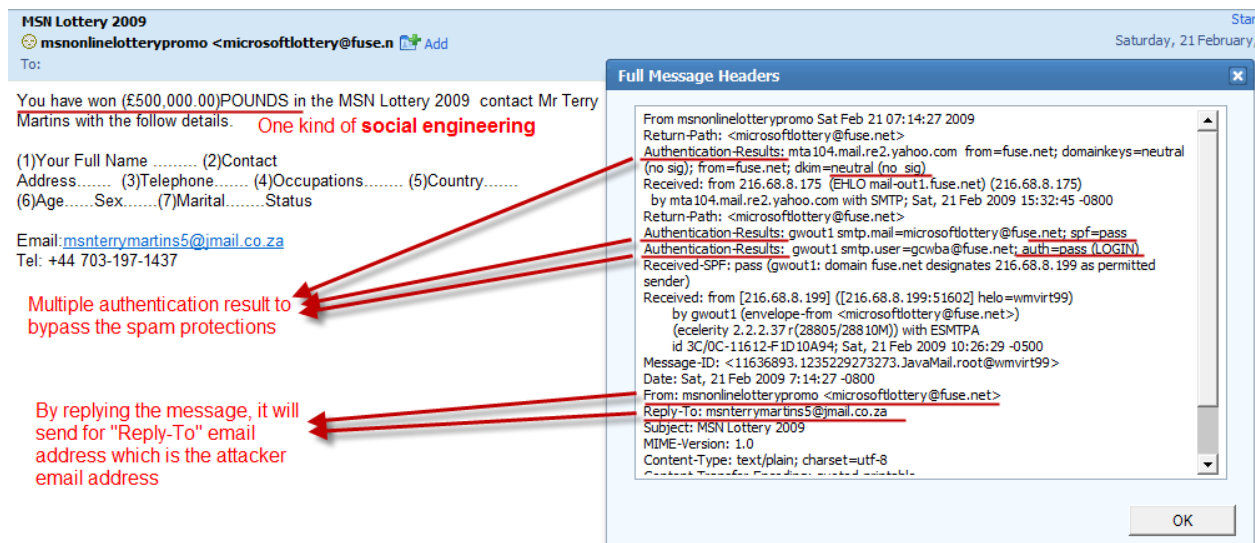 MSN Lottery 2009
Star
msnonlinelotterypromo <microsoftlottery@fuse.n Add
Saturday, 21 February,
To:
You have won (£500,000.00)POUNDS in the MSN Lottery 2009 contact Mr Terry
Martins with the follow details.
One kind of social engineering
(1)Your Full Name ......... (2)Contact
Address....... (3)Telephone....... (4)Occupations........ (5)Country.......
(6)Age......Sex......(7)Marital........Status
Email:msnterrymartins5@jmail.co.za
Tel: +44 703-197-1437
Multiple authentication result to
bypass the spam protections
By replying the message, it will
send for "Reply-To" email
address which is the attacker
email address
Full Message Headers
From msnonlinelotterypromo Sat Feb 21 07:14:27 2009
Return-Path: <microsoftlottery@fuse.net>
Authentication-Results: mta104.mail.re2.yahoo.com from=fuse.net; domainkeys=neutral
(no sig); from=fuse.net; dkim=neutral (no sig)
Received: from 216.68.8.175 (EHLO mail-out1.fuse.net) (216.68.8.175)
by mta104.mail.re2.yahoo.com with SMTP; Sat, 21 Feb 2009 15:32:45 -0800
Return-Path: <microsoftlottery@fuse.net>
Authentication-Results: gwout1 smtp.mail=microsoftlottery@fuse.net; spf=pass
Authentication-Results: gwout1 smtp.user=gcwba@fuse.net; auth=pass (LOGIN)
Received-SPF: pass (gwout1: domain fuse.net designates 216.68.8.199 as permitted
sender)
Received: from [216.68.8.199] ([216.68.8.199:51602] helo=wmvirt99)
by gwout1 (envelope-from <microsoftlottery@fuse.net>)
(ecelerity 2.2.2.37 r(28805/28810M)) with ESMTPA
id 3C/0C-11612-F1D10A94; Sat, 21 Feb 2009 10:26:29 -0500
Message-ID: <11636893.1235229273273.JavaMail.root@wmvirt99>
Date: Sat, 21 Feb 2009 7:14:27 -0800
From: msnonlinelotterypromo <microsoftlottery@fuse.net>
Reply-To: msnterrymartins5@jmail.co.za
Subject: MSN Lottery 2009
MIME-Version: 1.0
Content-Type: text/plain; charset=utf-8
Content-Transfer-Encoding: quoted-printable
OK